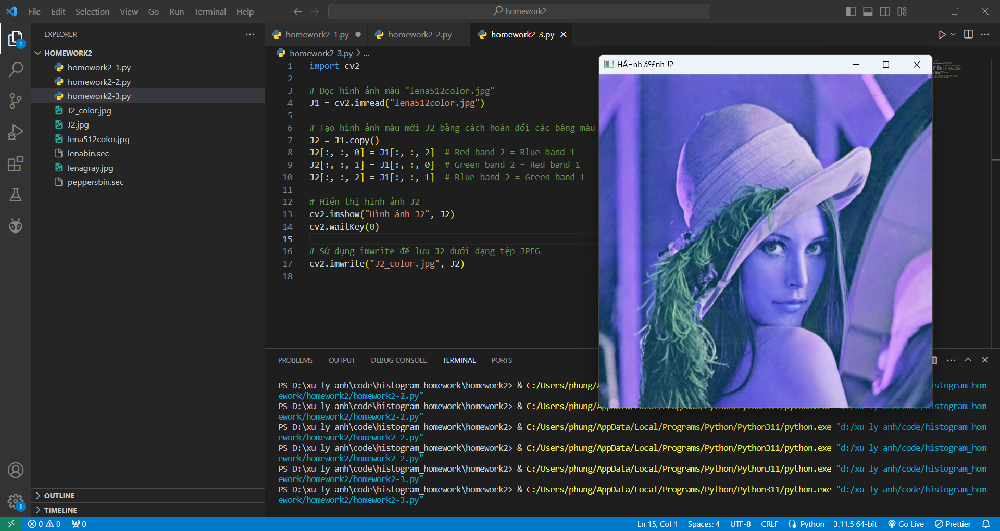 File Edit Selection View Go Run Terminal Help
homework2
EXPLORER
HOMEWORK2
homework2-1.py
homework2-2.py
homework2-3.py
J2_color.jpg
J2.jpg
lena512color.jpg
lenabin.sec
lenagray.jpg
peppersbin.sec
OUTLINE
TIMELINE
1
1
homework2-1.py homework2-2.py homework2-3.py
homework2-3.py > ...
1 import cv2
2
3 # Đọc hình ảnh màu "lena512color.jpg"
4 J1 = cv2.imread("lena512color.jpg")
5
6 # Tạo hình ảnh màu mới J2 bằng cách hoán đổi các băng màu
7 J2 = J1.copy()
8 J2[:, :, 0] = J1[:, :, 2] # Red band 2 = Blue band 1
9 J2[:, :, 1] = J1[:, :, 0] # Green band 2 = Red band 1
10 J2[:, :, 2] = J1[:, :, 1] # Blue band 2 = Green band 1
11
12 # Hiển thị hình ảnh J2
13 cv2.imshow("Hình ảnh J2", J2)
14 cv2.waitKey(0)
15
16 # Sử dụng imwrite để lưu J2 dưới dạng tệp JPEG
17 cv2.imwrite("J2_color.jpg", J2)
18
HÃ¬nh áº£nh J2
PROBLEMS OUTPUT DEBUG CONSOLE TERMINAL PORTS
PS D:\xu ly anh\code\histogram_homework\homework2> & C:/Users/phung/A istogram_hom
ework/homework2/homework2-2.py"
PS D:\xu ly anh\code\histogram_homework\homework2> & C:/Users/phung/AppData/Local/Programs/Python/Python311/python.exe "d:/xu ly anh/code/histogram_hom
ework/homework2/homework2-2.py"
PS D:\xu ly anh\code\histogram_homework\homework2> & C:/Users/phung/AppData/Local/Programs/Python/Python311/python.exe "d:/xu ly anh/code/histogram_hom
ework/homework2/homework2-2.py"
PS D:\xu ly anh\code\histogram_homework\homework2> & C:/Users/phung/AppData/Local/Programs/Python/Python311/python.exe "d:/xu ly anh/code/histogram_hom
ework/homework2/homework2-2.py"
PS D:\xu ly anh\code\histogram_homework\homework2> & C:/Users/phung/AppData/Local/Programs/Python/Python311/python.exe "d:/xu ly anh/code/histogram_hom
ework/homework2/homework2-3.py"
PS D:\xu ly anh\code\histogram_homework\homework2> & C:/Users/phung/AppData/Local/Programs/Python/Python311/python.exe "d:/xu ly anh/code/histogram_hom
ework/homework2/homework2-3.py"
0 0 0 Ln 15, Col 1 Spaces: 4 UTF-8 CRLF Python 3.11.5 64-bit Go Live Prettier